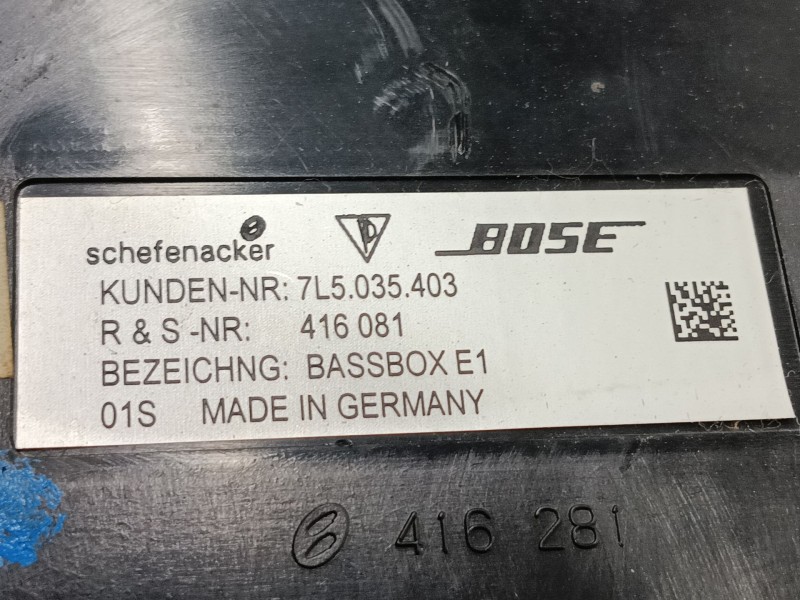 schefenacker BOSE
KUNDEN-NR: 7L5.035.403
R & S -NR: 416 081
BEZEICHNG: BASSBOX E1
01S MADE IN GERMANY
416 281